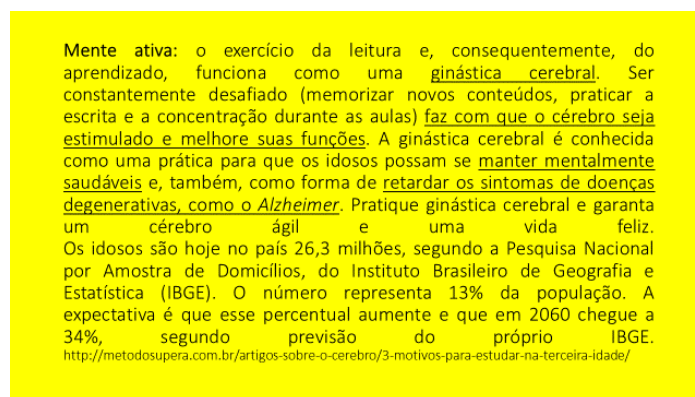 Mente ativa: o exercício da leitura e, consequentemente, do
aprendizado, funciona como uma ginástica cerebral. Ser
constantemente desafiado (memorizar novos conteúdos, praticar a
escrita e a concentração durante as aulas) faz com que o cérebro seja
estimulado e melhore suas funções. A ginástica cerebral é conhecida
como uma prática para que os idosos possam se manter mentalmente
saudáveis e, também, como forma de retardar os sintomas de doenças
degenerativas, como o Alzheimer. Pratique ginástica cerebral e garanta
um cérebro ágil e uma vida feliz.
Os idosos são hoje no país 26,3 milhões, segundo a Pesquisa Nacional
por Amostra de Domicílios, do Instituto Brasileiro de Geografia e
Estatística (IBGE). O número representa 13% da população. A
expectativa é que esse percentual aumente e que em 2060 chegue a
34%, segundo previsão do próprio IBGE.
http://metodosupera.com.br/artigos-sobre-o-cerebro/3-motivos-para-estudar-na-terceira-idade/